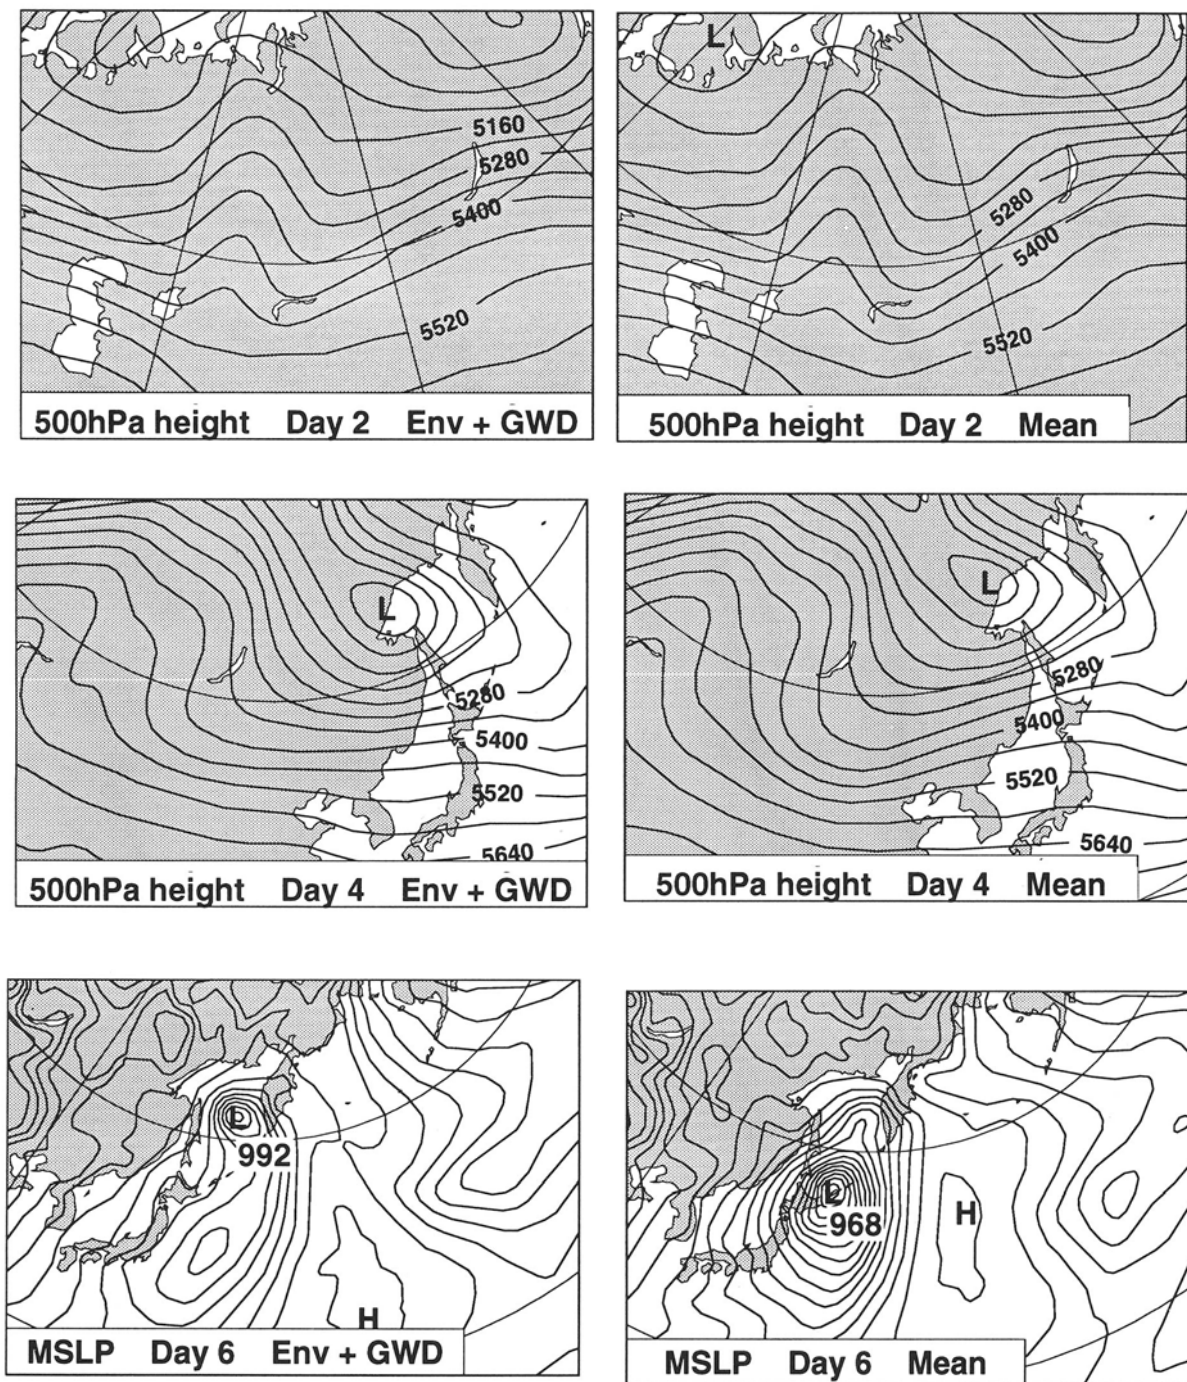 L
5160
5280
5400
5520
500hPa height Day 2 Env + GWD
5280
5400
5520
500hPa height Day 2 Mean
L
5280
5400
5520
5640
500hPa height Day 4 Env + GWD
L
5280
5400
5520
5640
500hPa height Day 4 Mean
L
992
H
MSLP Day 6 Env + GWD
L
968
H
MSLP Day 6 Mean